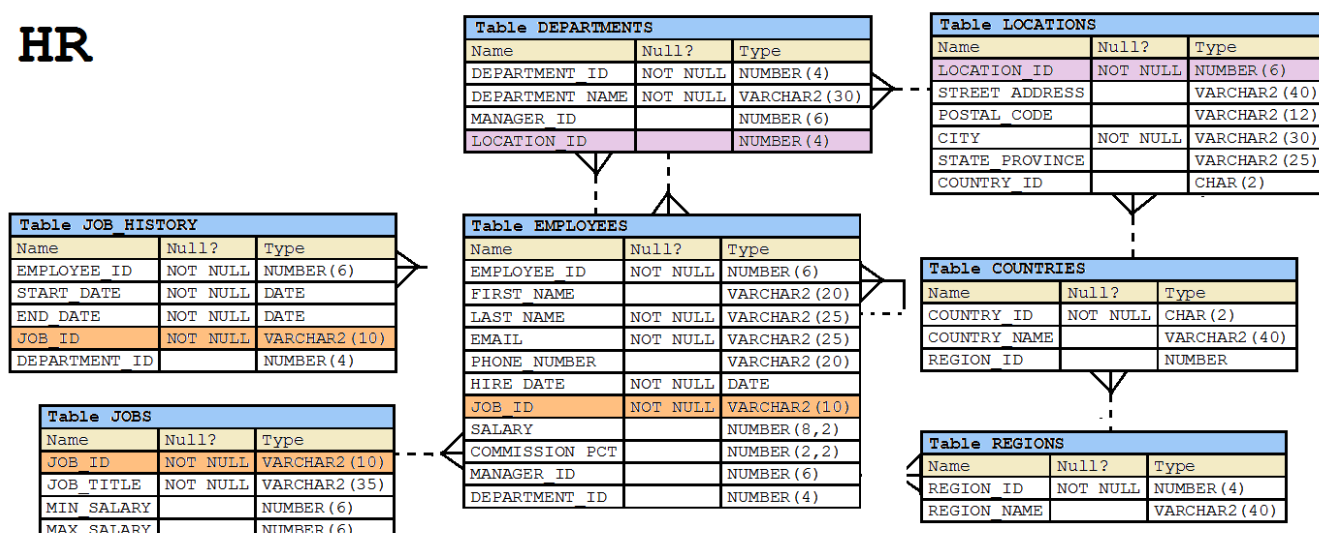 HR
Table DEPARTMENTS
Name Null? Type
DEPARTMENT_ID NOT NULL NUMBER(4)
DEPARTMENT_NAME NOT NULL VARCHAR2(30)
MANAGER_ID NUMBER(6)
LOCATION_ID NUMBER(4)
Table LOCATIONS
Name Null? Type
LOCATION_ID NOT NULL NUMBER(6)
STREET_ADDRESS VARCHAR2(40)
POSTAL_CODE VARCHAR2(12)
CITY NOT NULL VARCHAR2(30)
STATE_PROVINCE VARCHAR2(25)
COUNTRY_ID CHAR(2)
Table JOB_HISTORY
Name Null? Type
EMPLOYEE_ID NOT NULL NUMBER(6)
START_DATE NOT NULL DATE
END_DATE NOT NULL DATE
JOB_ID NOT NULL VARCHAR2(10)
DEPARTMENT_ID NUMBER(4)
Table EMPLOYEES
Name Null? Type
EMPLOYEE_ID NOT NULL NUMBER(6)
FIRST_NAME VARCHAR2(20)
LAST_NAME NOT NULL VARCHAR2(25)
EMAIL NOT NULL VARCHAR2(25)
PHONE_NUMBER VARCHAR2(20)
HIRE_DATE NOT NULL DATE
JOB_ID NOT NULL VARCHAR2(10)
SALARY NUMBER(8,2)
COMMISSION_PCT NUMBER(2,2)
MANAGER_ID NUMBER(6)
DEPARTMENT_ID NUMBER(4)
Table COUNTRIES
Name Null? Type
COUNTRY_ID NOT NULL CHAR(2)
COUNTRY_NAME VARCHAR2(40)
REGION_ID NUMBER
Table JOBS
Name Null? Type
JOB_ID NOT NULL VARCHAR2(10)
JOB_TITLE NOT NULL VARCHAR2(35)
MIN_SALARY NUMBER(6)
MAX_SALARY NUMBER(6)
Table REGIONS
Name Null? Type
REGION_ID NOT NULL NUMBER(4)
REGION_NAME VARCHAR2(40)